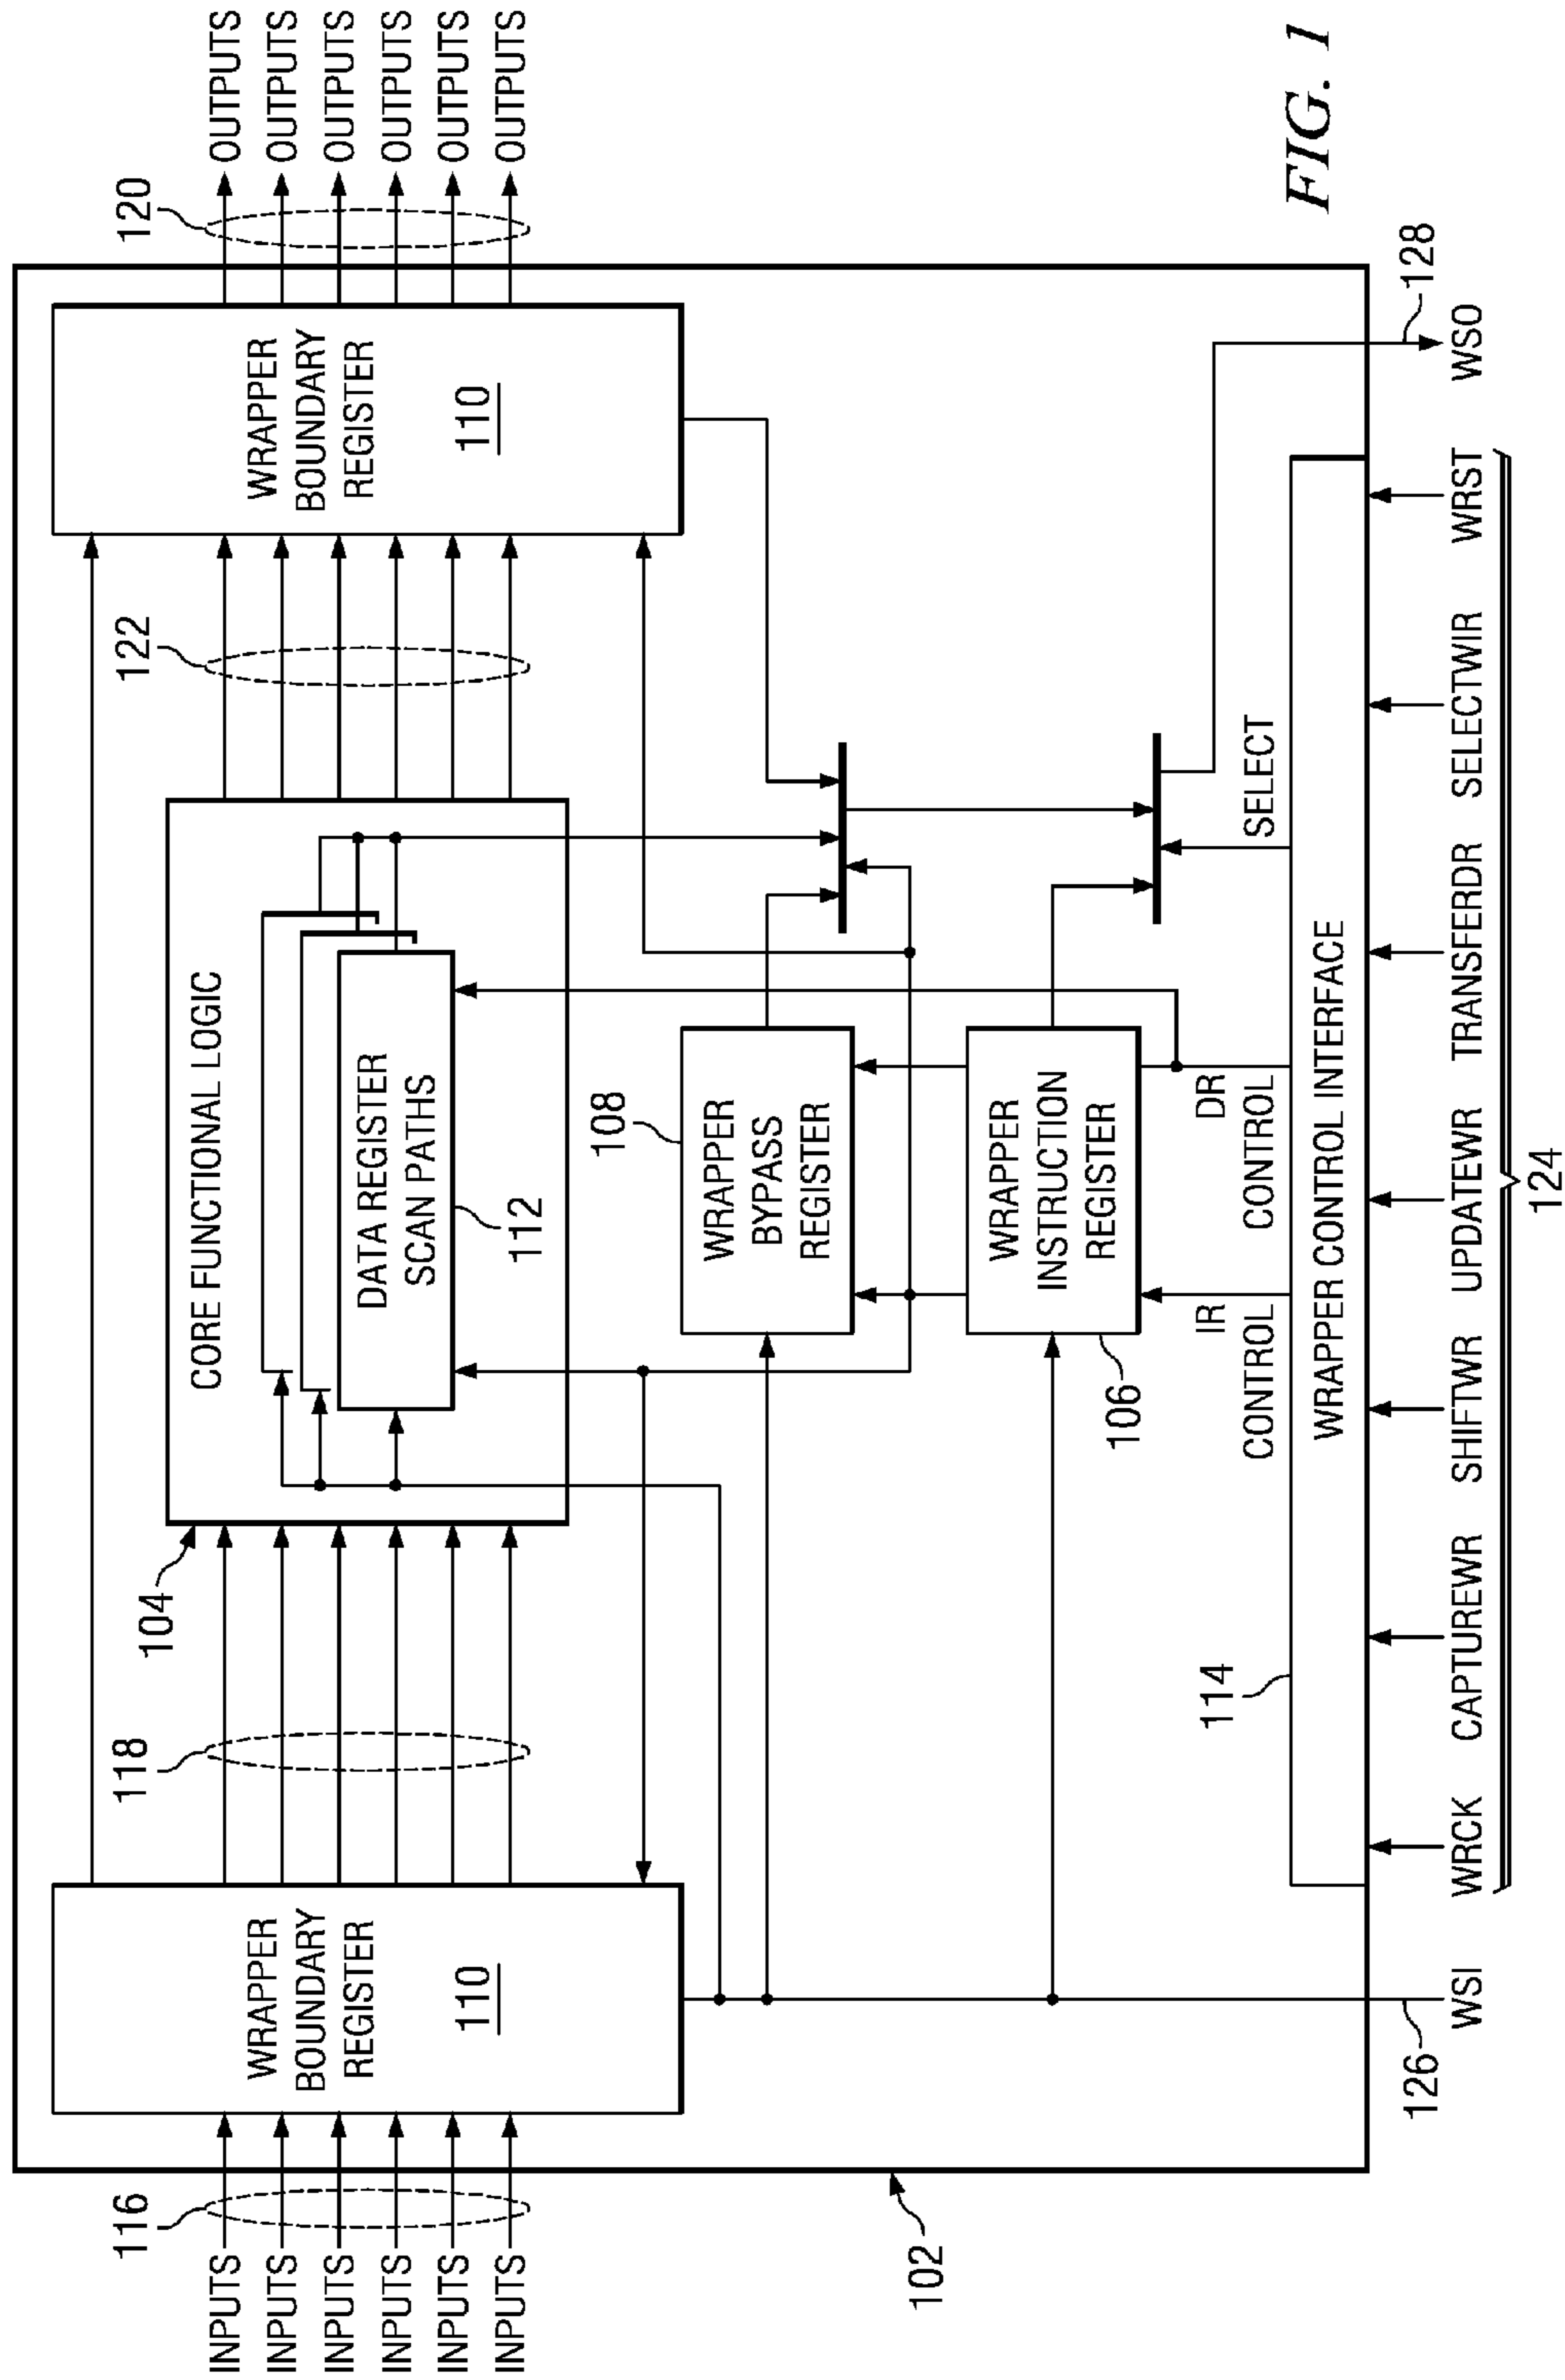 120
OUTPUTS
OUTPUTS
OUTPUTS
OUTPUTS
OUTPUTS
OUTPUTS
WRAPPER
BOUNDARY
REGISTER
110
122
CORE FUNCTIONAL LOGIC
DATA REGISTER
SCAN PATHS
112
104
118
WRAPPER
BOUNDARY
REGISTER
110
116
INPUTS
INPUTS
INPUTS
INPUTS
INPUTS
INPUTS
108
WRAPPER
BYPASS
REGISTER
WRAPPER
INSTRUCTION
REGISTER
106
SELECT
DR
CONTROL
IR
CONTROL
114
WRAPPER CONTROL INTERFACE
102
126
WSI
WRCK
CAPTUREWR
SHIFTWR
UPDATEWR
TRANSFERDR
SELECTWIR
WRST
WSO
128
124
FIG. 1